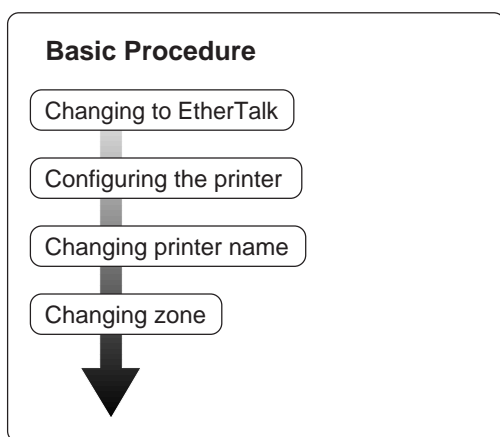 Basic Procedure
Changing to EtherTalk
Configuring the printer
Changing printer name
Changing zone